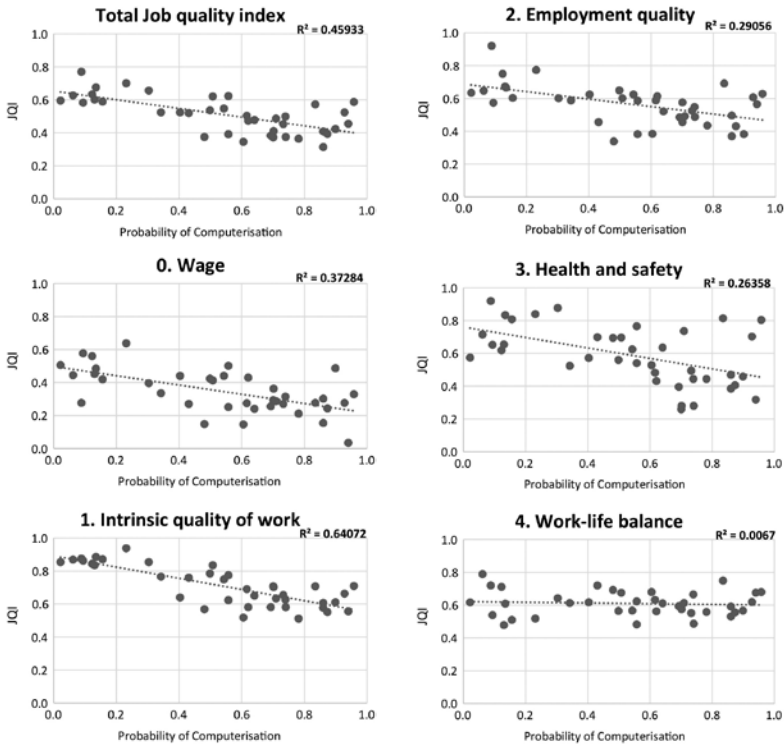 Total Job quality index
R² = 0.45933
1.0
0.8
0.6
0.4
0.2
0.0
JQI
0.0 0.2 0.4 0.6 0.8 1.0
Probability of Computerisation
2. Employment quality
R² = 0.29056
1.0
0.8
0.6
0.4
0.2
0.0
JQI
0.0 0.2 0.4 0.6 0.8 1.0
Probability of Computerisation
0. Wage
R² = 0.37284
1.0
0.8
0.6
0.4
0.2
0.0
JQI
0.0 0.2 0.4 0.6 0.8 1.0
Probability of Computerisation
3. Health and safety
R² = 0.26358
1.0
0.8
0.6
0.4
0.2
0.0
JQI
0.0 0.2 0.4 0.6 0.8 1.0
Probability of Computerisation
1. Intrinsic quality of work
R² = 0.64072
1.0
0.8
0.6
0.4
0.2
0.0
JQI
0.0 0.2 0.4 0.6 0.8 1.0
Probability of Computerisation
4. Work-life balance
R² = 0.0067
1.0
0.8
0.6
0.4
0.2
0.0
JQI
0.0 0.2 0.4 0.6 0.8 1.0
Probability of Computerisation